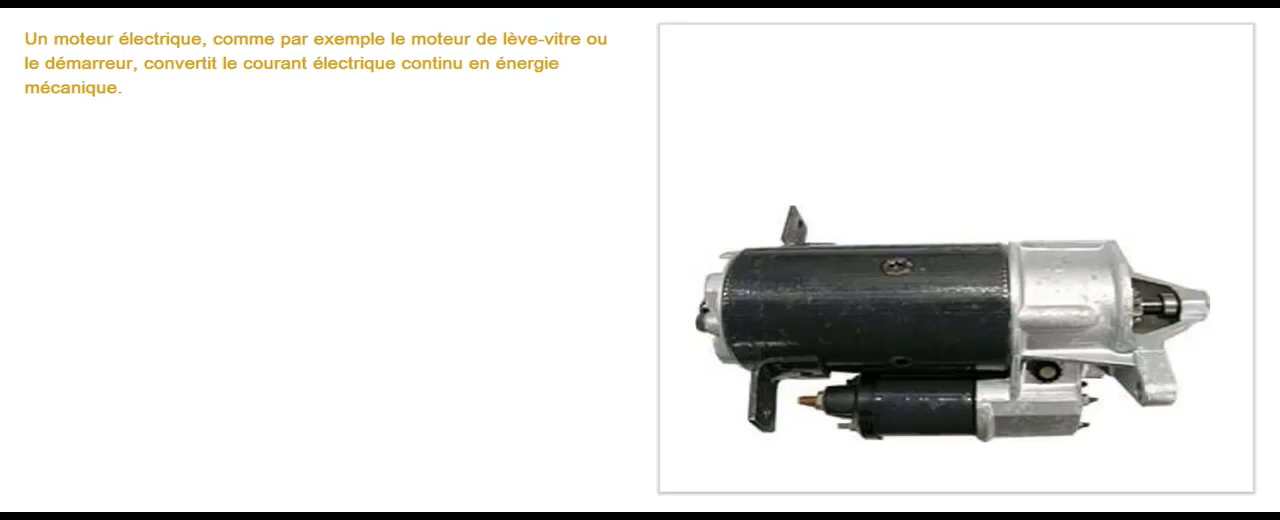 Un moteur électrique, comme par exemple le moteur de lève-vitre ou
le démarreur, convertit le courant électrique continu en énergie
mécanique.